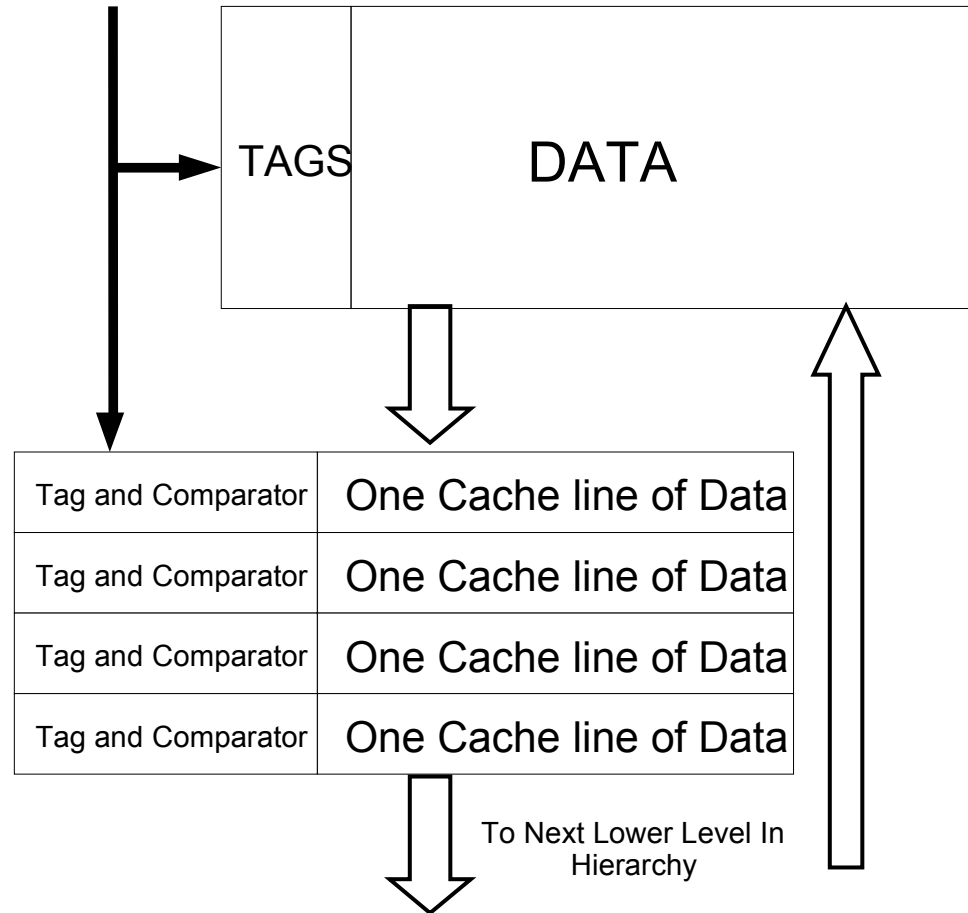 TAGS
DATA
Tag and Comparator
One Cache line of Data
Tag and Comparator
One Cache line of Data
Tag and Comparator
One Cache line of Data
Tag and Comparator
One Cache line of Data
To Next Lower Level In
Hierarchy